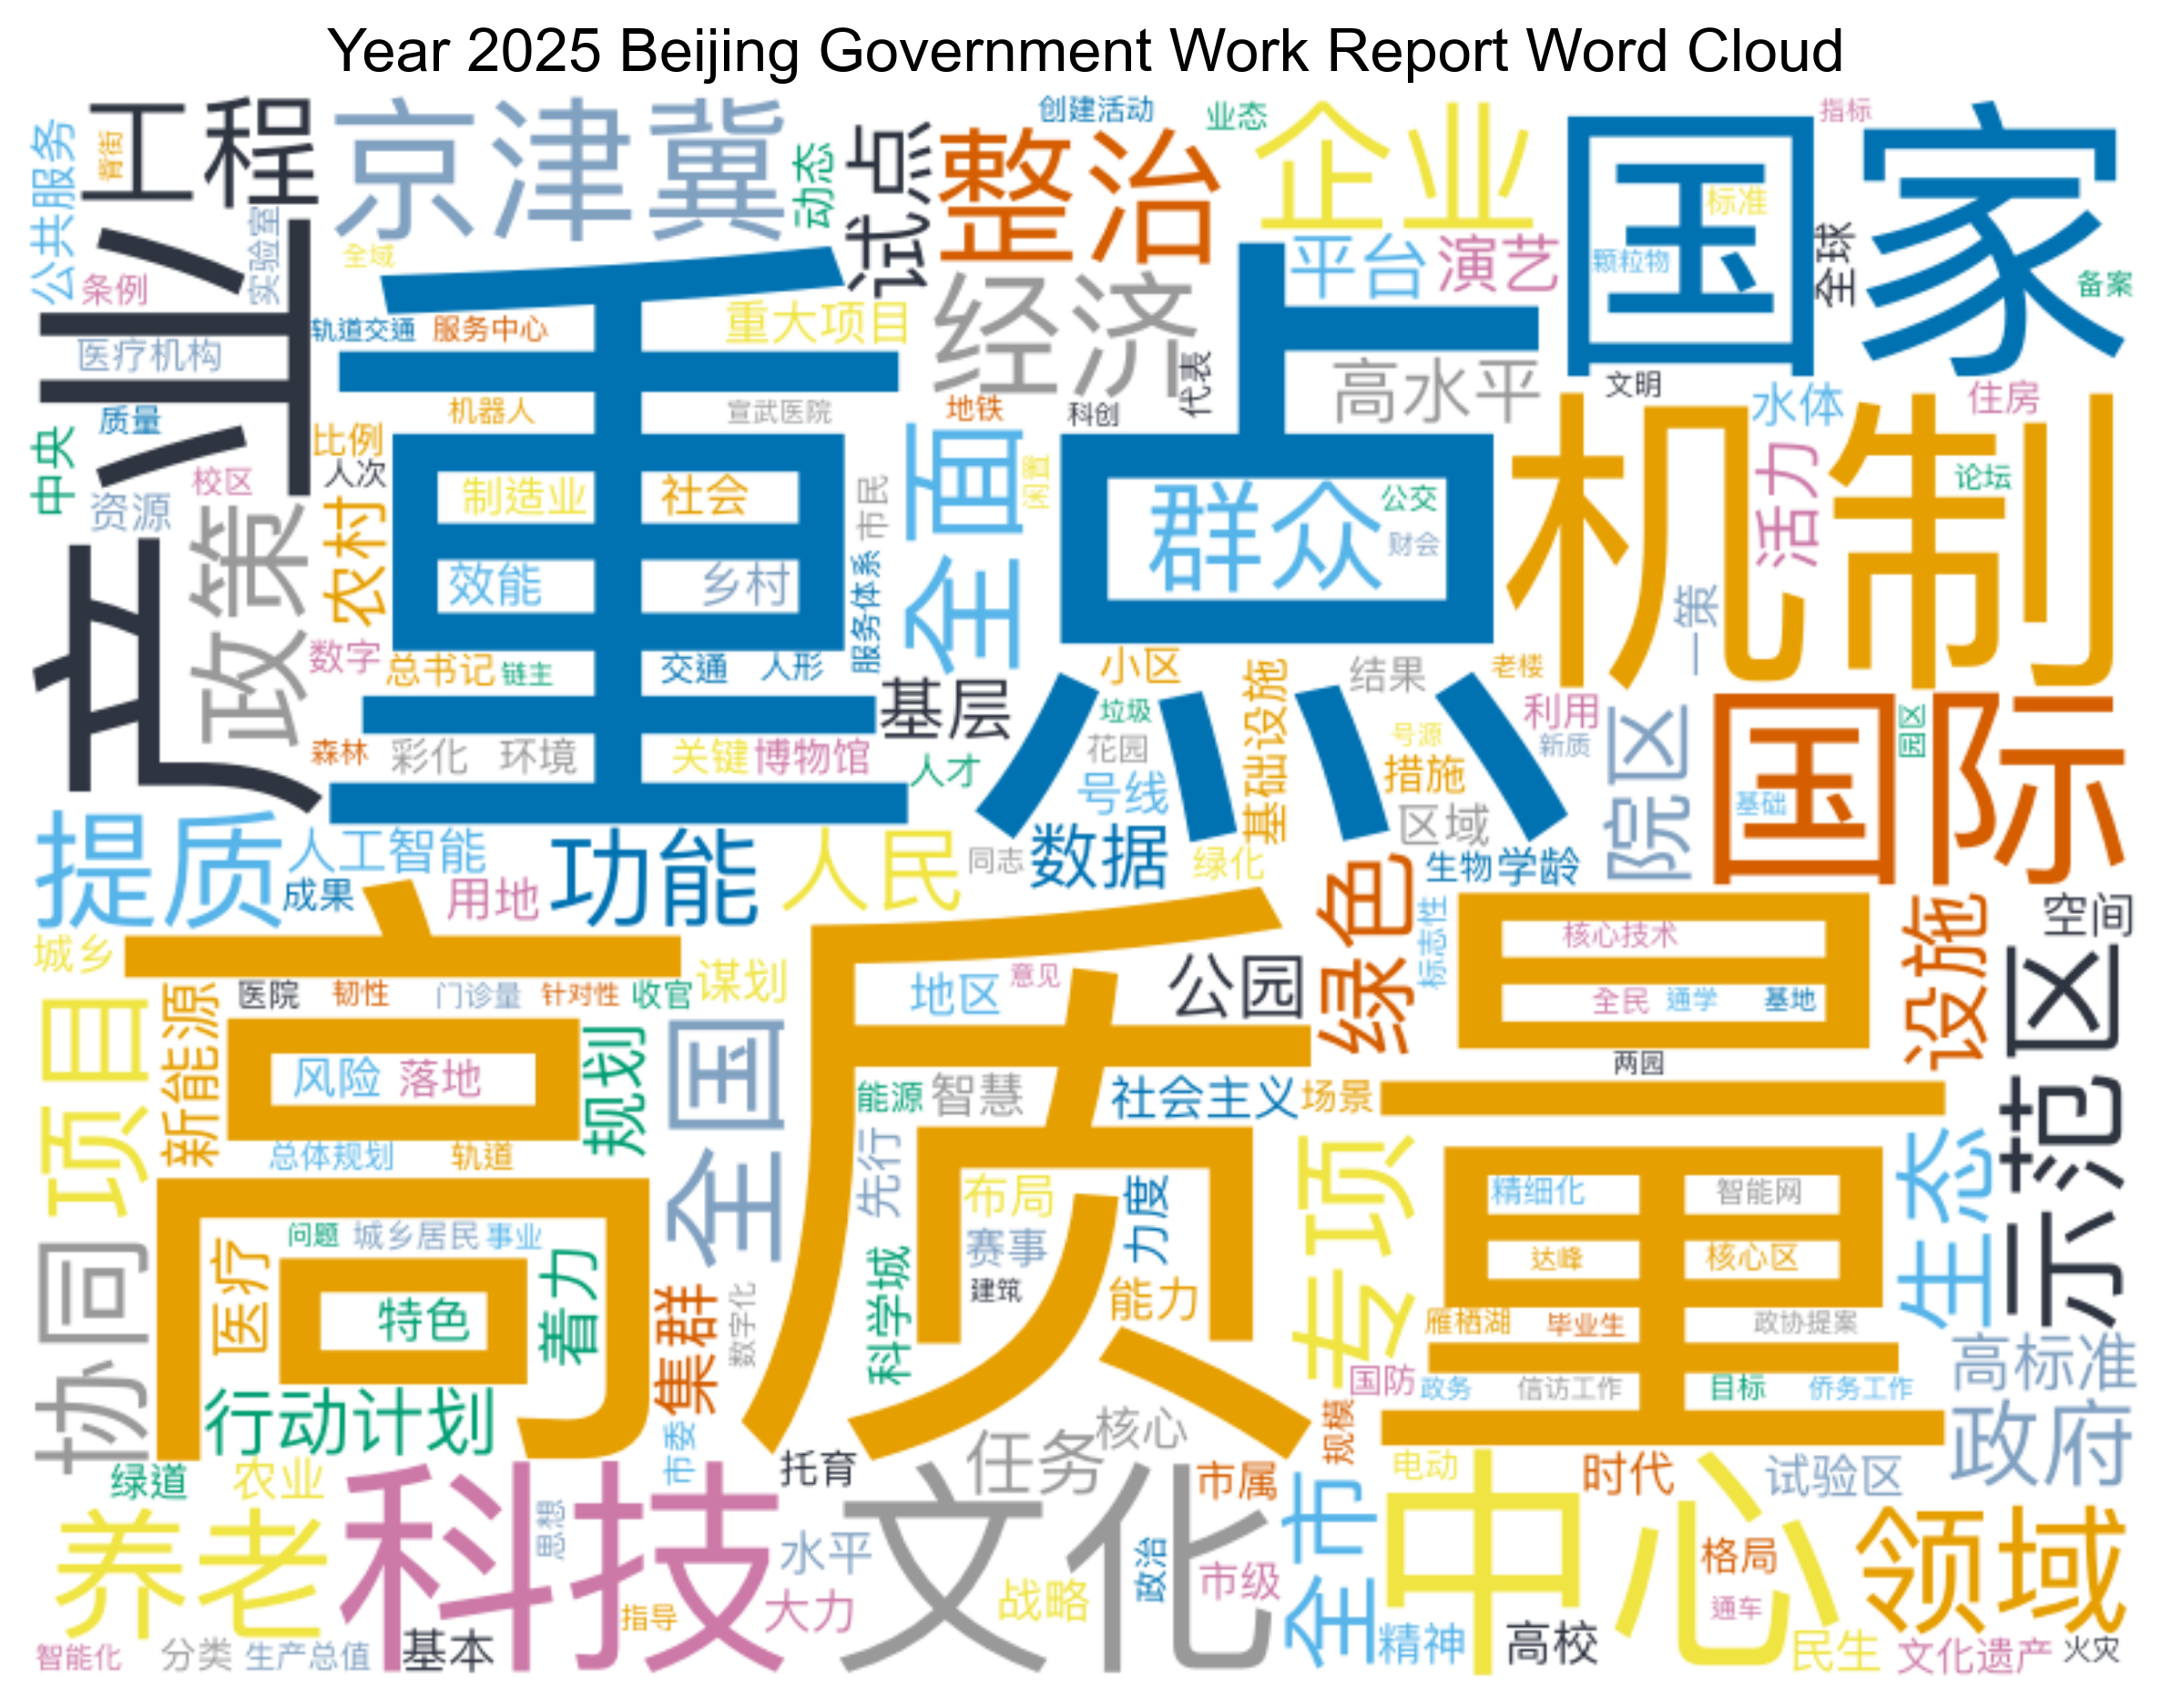 Year 2025 Beijing Government Work Report Word Cloud
公共服务
背街
工程
京津冀
动态
试点
创建活动
业态
整治
企业
国家
指标
标准
颗粒物
全球
备案
条例
实验室
全域
平台
演艺
产业
医疗机构
轨道交通
服务中心
重大项目
经济
代表
高水平
文明
水体
住房
重点
质量
比例
机器人
宣武医院
地铁
科创
机制
中央
校区
人次
资源
农村
制造业
社会
市民
全面
闲置
群众
公交
财会
活力
论坛
政策
效能
乡村
服务体系
一策
数字
总书记
链主
交通
人形
基层
小区
基础设施
结果
老楼
国际
森林
彩化
环境
关键
博物馆
人才
垃圾
花园
号线
号源
措施
区域
利用
新质
院区
园区
基础
提质
人工智能
成果
用地
功能
人民
同志
数据
绿化
生物
学龄
高质量
绿色
标志性
核心技术
设施
空间
城乡
医院
韧性
门诊量
针对性
收官
谋划
地区
意见
公园
全民
通学
基地
示范区
项目
新能源
风险
落地
规划
全国
能源
智慧
社会主义
场景
两园
总体规划
轨道
先行
布局
力度
专项
精细化
智能网
生态
协同
问题
城乡居民
事业
医疗
特色
着力
集群
数字化
科学城
赛事
建筑
能力
达峰
核心区
雁栖湖
毕业生
政协提案
高标准
行动计划
国防
政务
信访工作
目标
侨务工作
规模
政府
绿道
农业
市委
托育
任务
核心
市属
全市
电动
时代
试验区
养老
科技
思想
水平
文化
政治
市级
中心
格局
领域
指导
大力
战略
通车
智能化
分类
生产总值
基本
精神
高校
民生
文化遗产
火灾